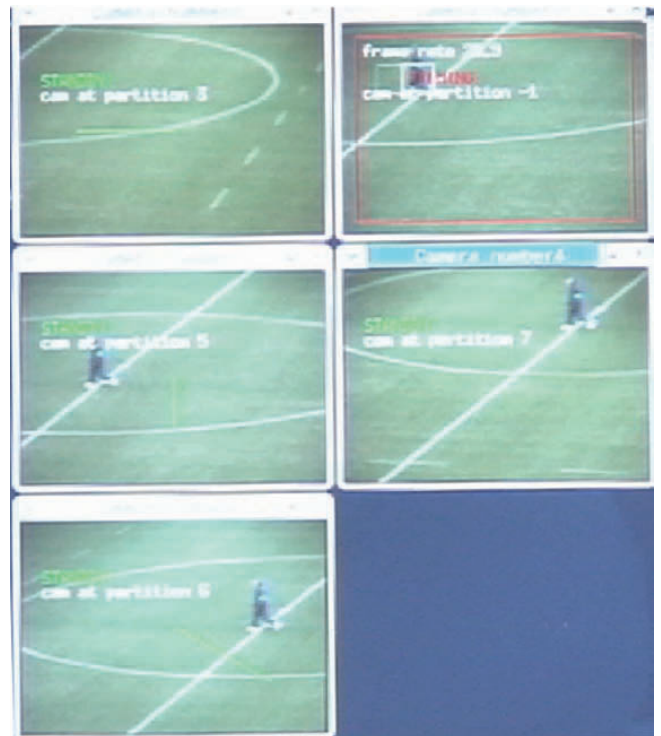 STANDBY
cam at partition 3
frame rate
cam at partition -1
STANDBY
cam at partition 5
Camera number4
STANDBY
cam at partition 7
STANDBY
cam at partition 6